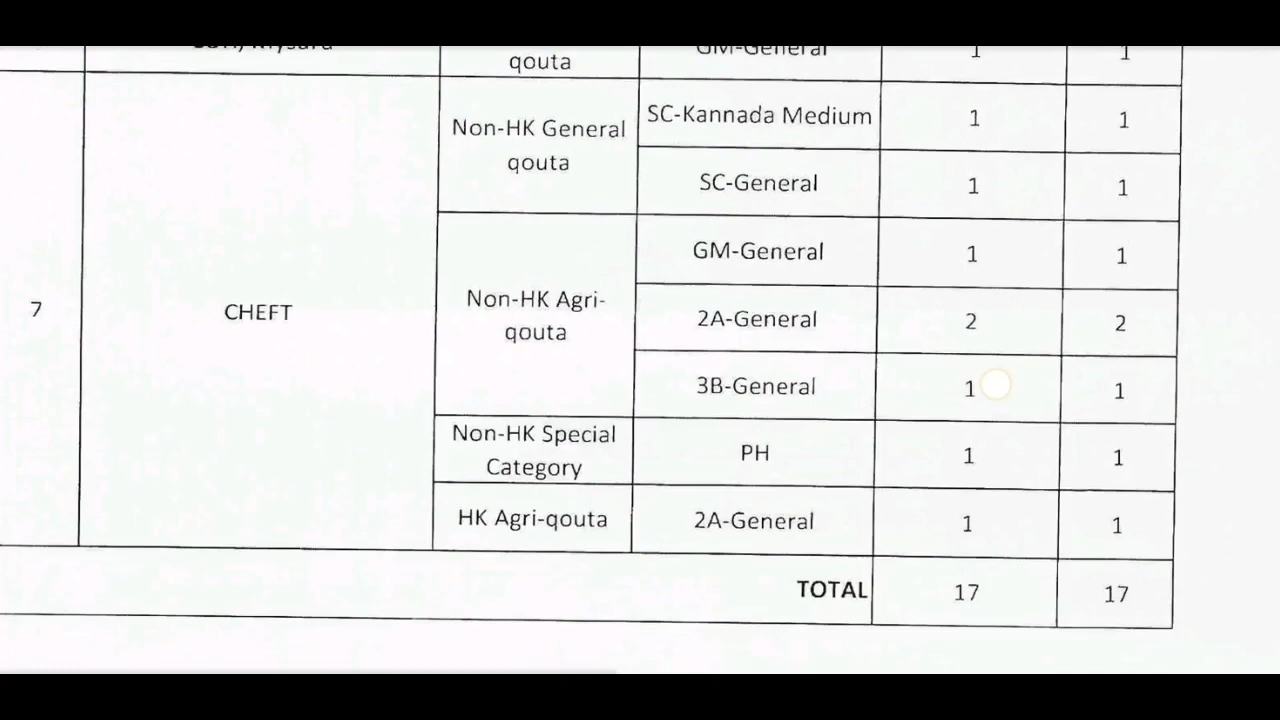 qouta
GM-General
1
1
7
CHEFT
Non-HK General
qouta
SC-Kannada Medium
1
1
SC-General
1
1
Non-HK Agri-
qouta
GM-General
1
1
2A-General
2
2
3B-General
1
1
Non-HK Special
Category
PH
1
1
HK Agri-qouta
2A-General
1
1
TOTAL
17
17